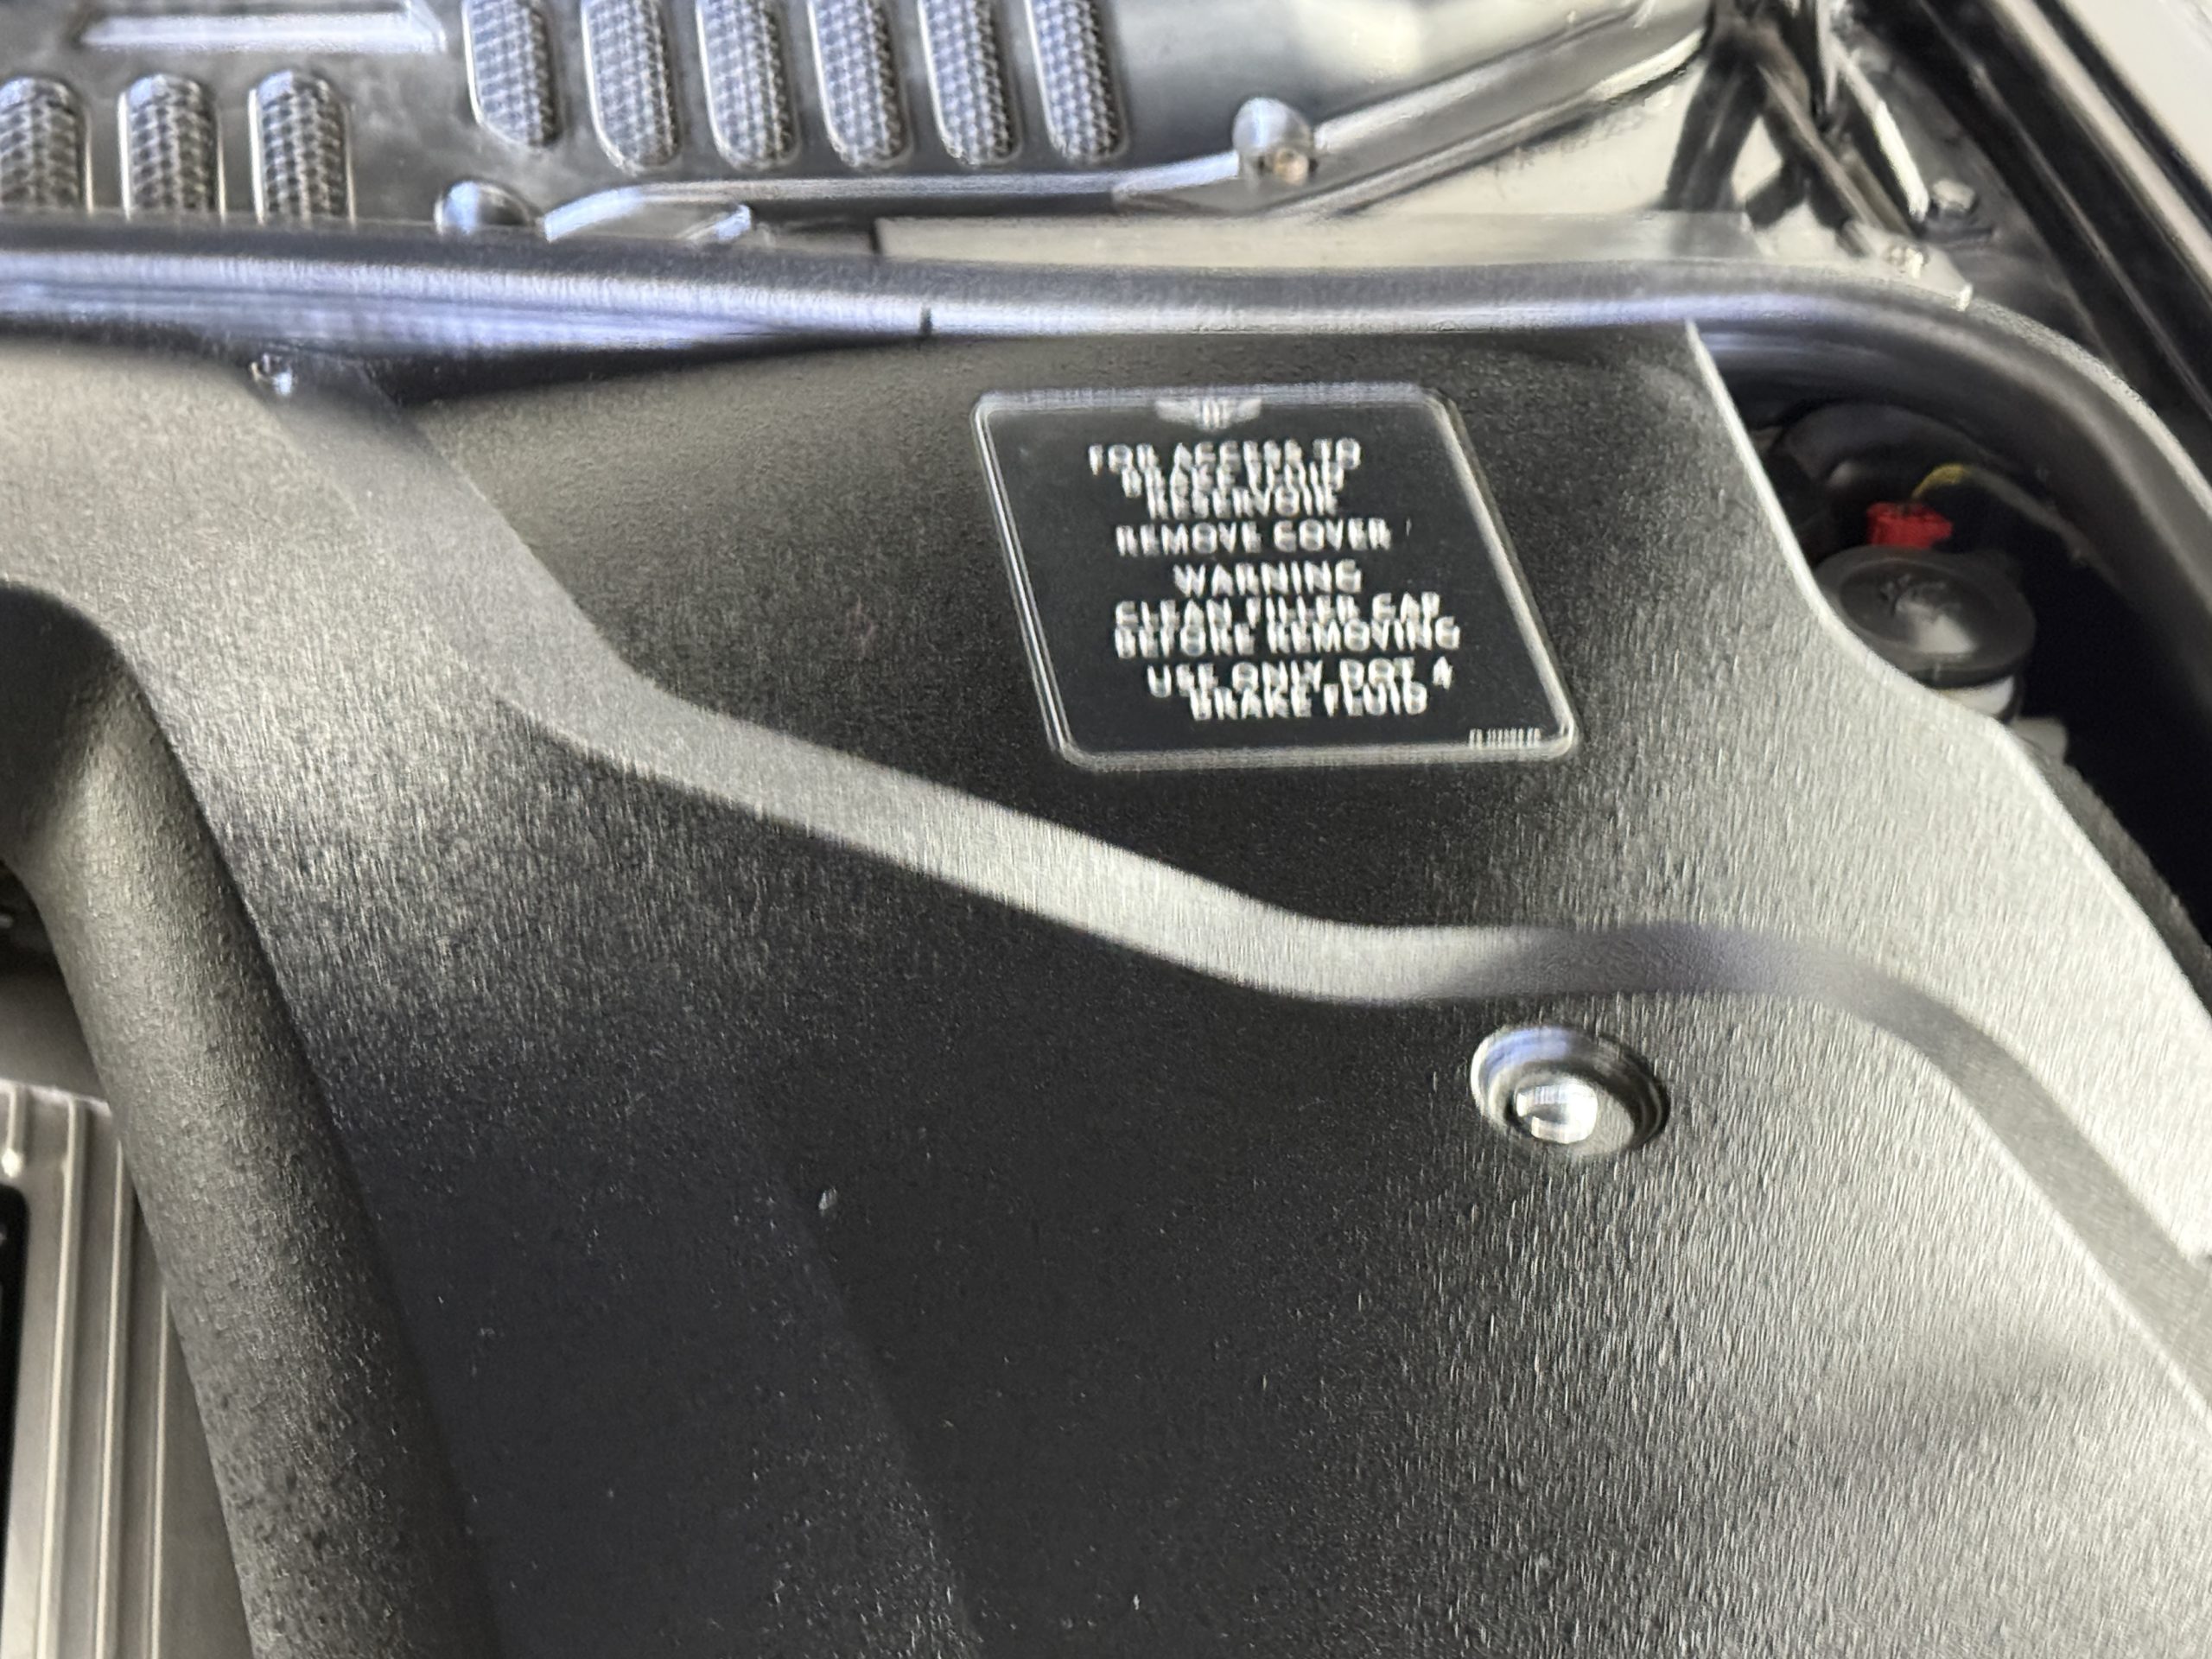 FOR ACCESS TO
BRAKE FLUID
RESERVOIR
REMOVE COVER
WARNING
CLEAN FILLER CAP
BEFORE REMOVING
USE ONLY DOT 4
BRAKE FLUID